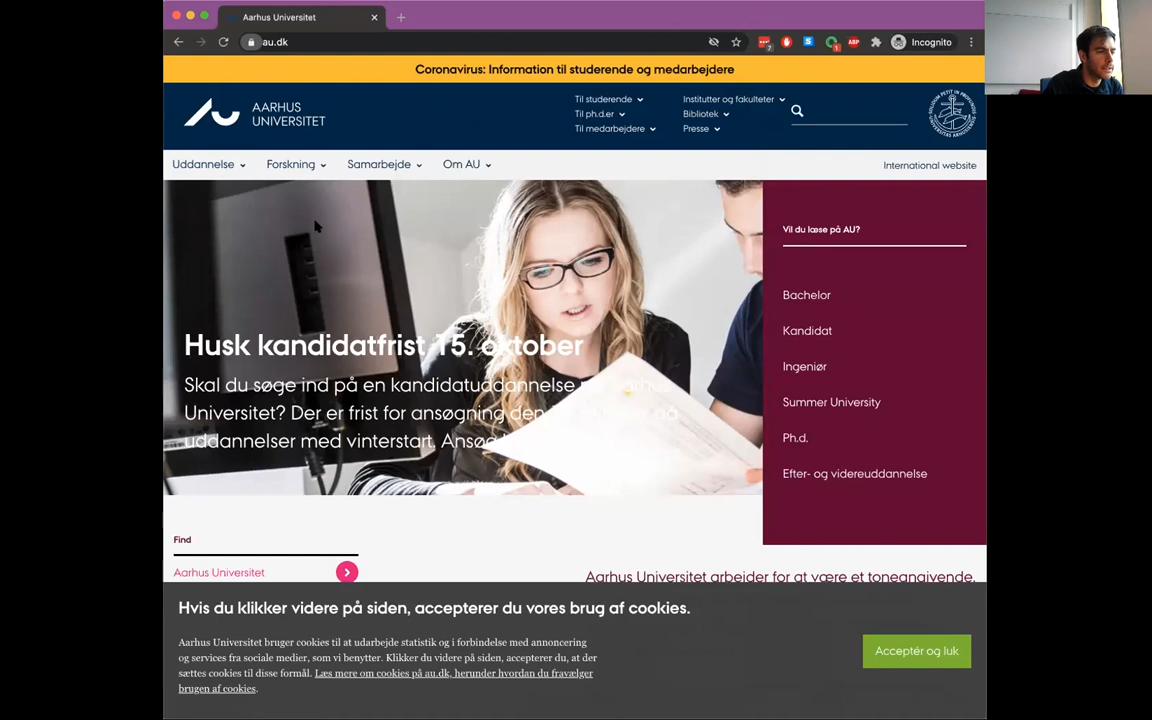 Aarhus Universitet
au.dk
Incognito
Coronavirus: Information til studerende og medarbejdere
AARHUS
UNIVERSITET
Til studerende
Til ph.d.er
Til medarbejdere
Institutter og fakulteter
Bibliotek
Presse
Uddannelse
Forskning
Samarbejde
Om AU
International website
Husk kandidatfrist 15. oktober
Skal du søge ind på en kandidatuddannelse
Universitet? Der er frist for ansøgning den
uddannelser med vinterstart.
Vil du læse på AU?
Bachelor
Kandidat
Ingeniør
Summer University
Ph.d.
Efter- og videreuddannelse
Find
Aarhus Universitet
Aarhus Universitet arbejder for at være et toneangivende,
Hvis du klikker videre på siden, accepterer du vores brug af cookies.
Aarhus Universitet bruger cookies til at udarbejde statistik og i forbindelse med annoncering
og services fra sociale medier, som vi benytter. Klikker du videre på siden, accepterer du, at der
sættes cookies til disse formål. Læs mere om cookies på au.dk, herunder hvordan du fravælger
brugen af cookies.
Acceptér og luk